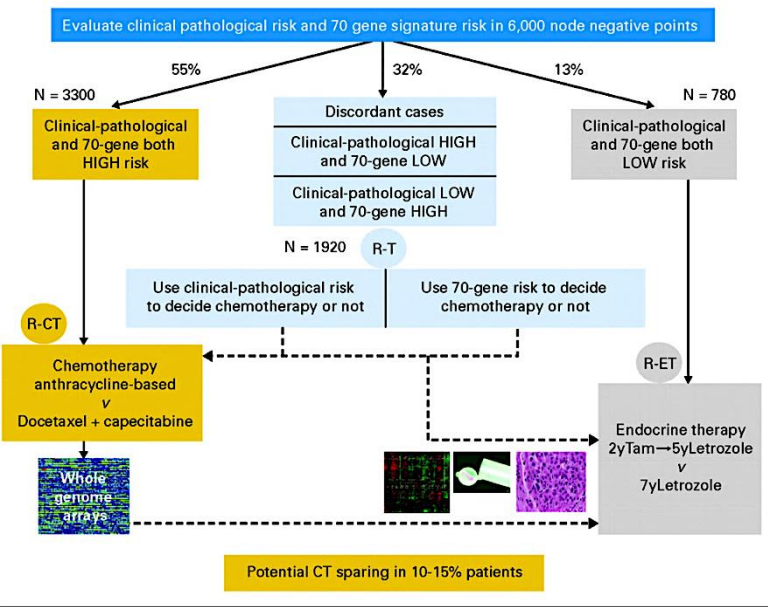 Evaluate clinical pathological risk and 70 gene signature risk in 6,000 node negative points
55%
32%
13%
N = 3300
N = 780
Clinical-pathological
and 70-gene both
HIGH risk
Discordant cases
Clinical-pathological HIGH
and 70-gene LOW
Clinical-pathological LOW
and 70-gene HIGH
Clinical-pathological
and 70-gene both
LOW risk
N = 1920
R-T
Use clinical-pathological risk
to decide chemotherapy or not
Use 70-gene risk to decide
chemotherapy or not
R-CT
Chemotherapy
anthracycline-based
v
Docetaxel + capecitabine
R-ET
Endocrine therapy
2yTam→5yLetrozole
v
7yLetrozole
Whole
genome
arrays
Potential CT sparing in 10-15% patients